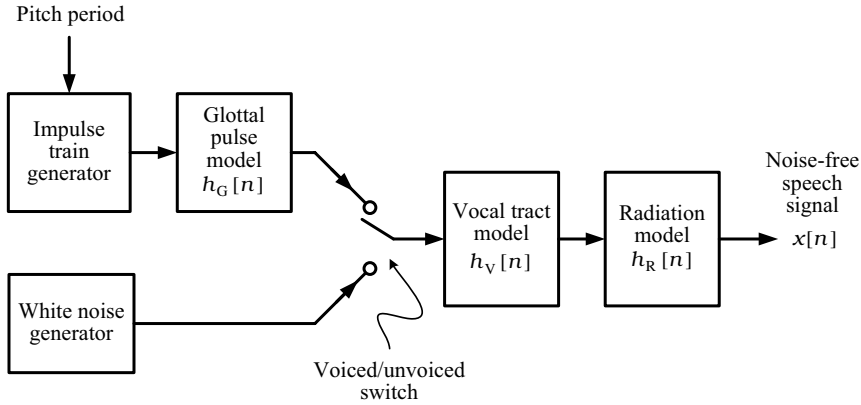 Pitch period
Impulse
train
generator
Glottal
pulse
model
h_G[n]
White noise
generator
Voiced/unvoiced
switch
Vocal tract
model
h_V[n]
Radiation
model
h_R[n]
Noise-free
speech
signal
x[n]